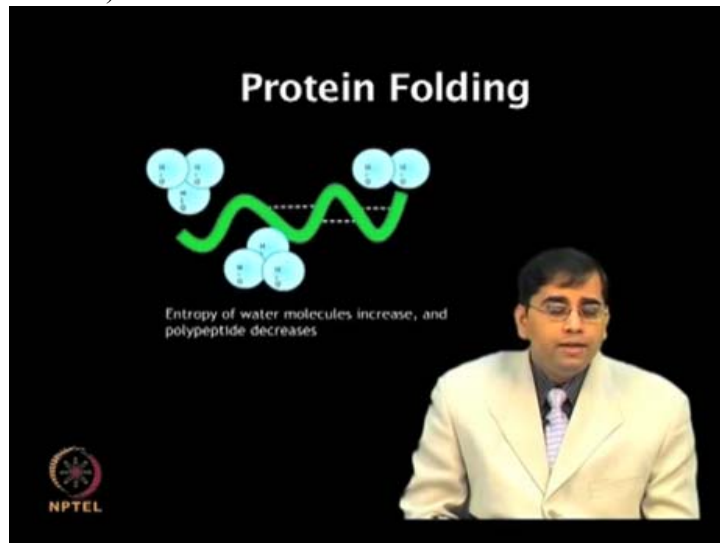 )
Protein Folding
Entropy of water molecules increase, and
polypeptide decreases
NPTEL